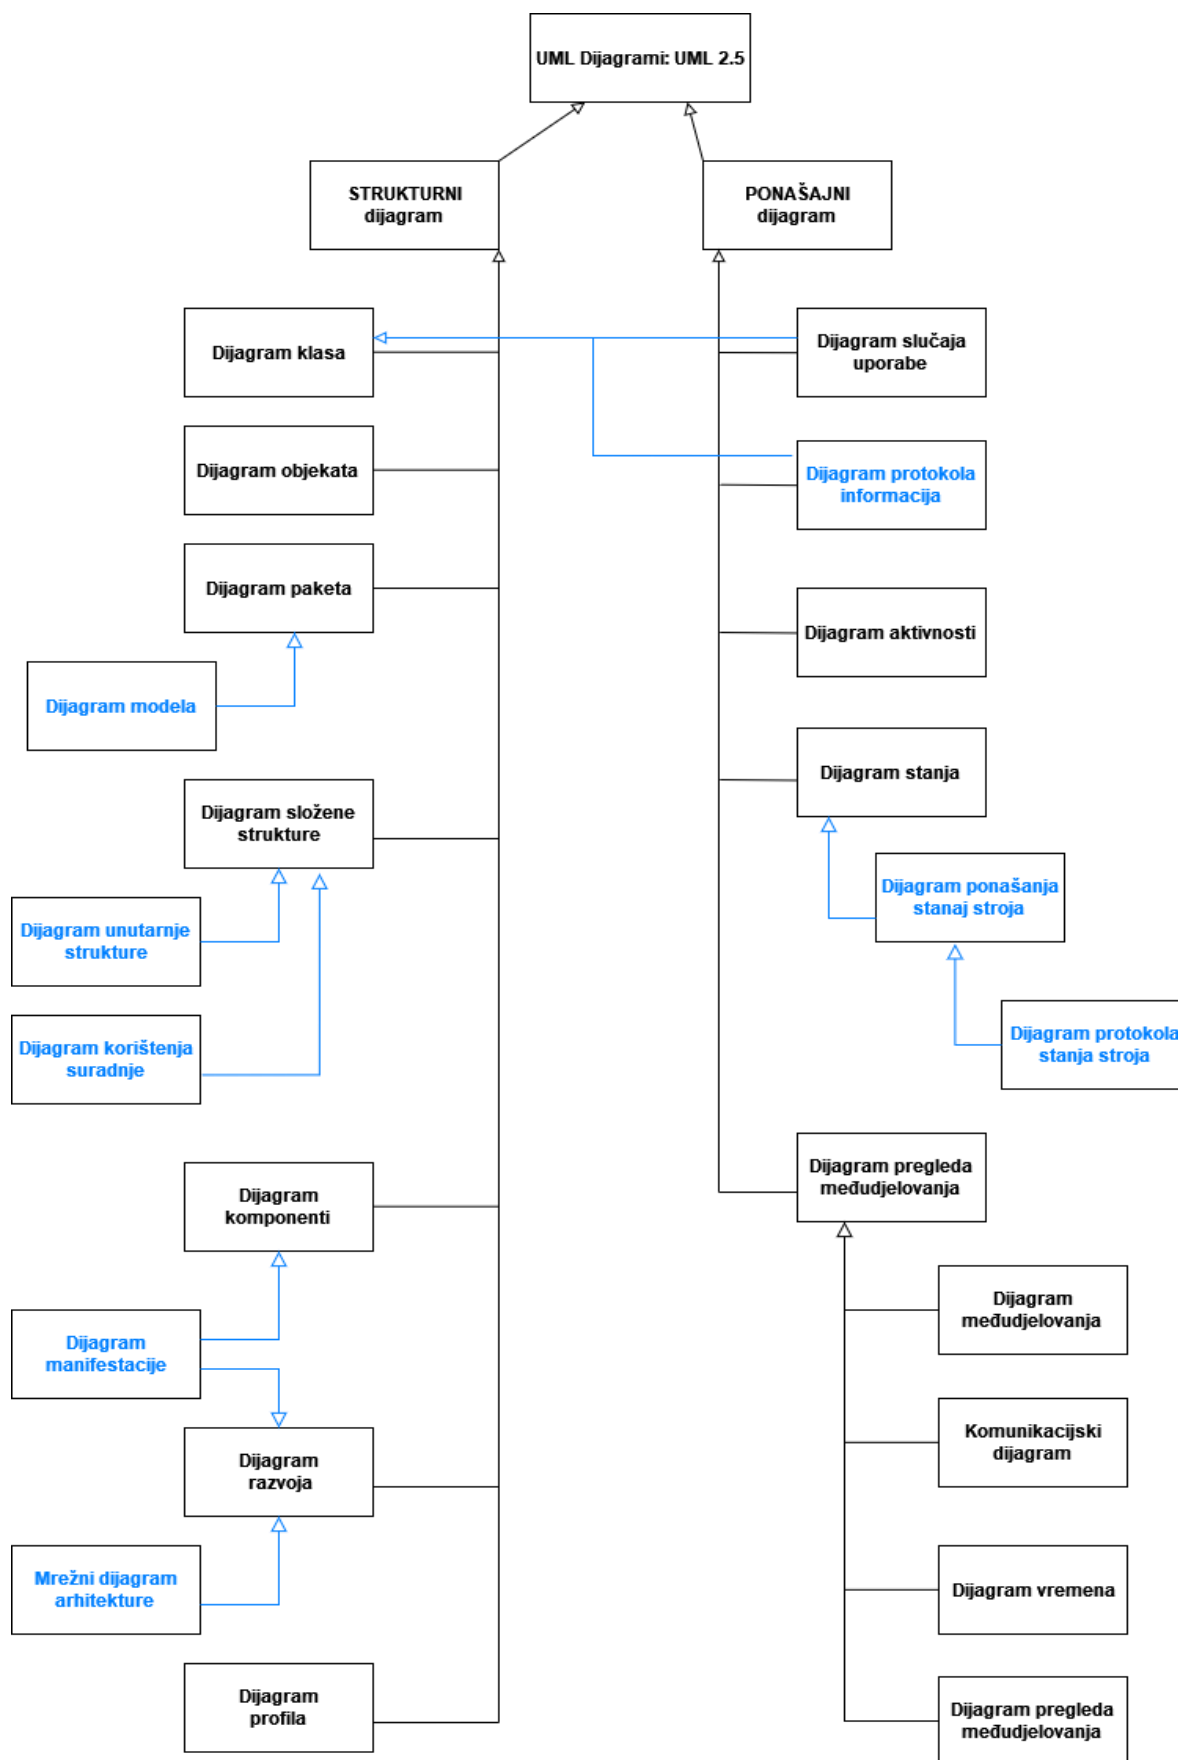 UML Dijagrami: UML 2.5
STRUKTURNI
dijagram
PONAŠAJNI
dijagram
Dijagram klasa
Dijagram slučaja
uporabe
Dijagram objekata
Dijagram protokola
informacija
Dijagram paketa
Dijagram aktivnosti
Dijagram modela
Dijagram stanja
Dijagram složene
strukture
Dijagram ponašanja
stanaj stroja
Dijagram unutarnje
strukture
Dijagram korištenja
suradnje
Dijagram protokola
stanja stroja
Dijagram
komponenti
Dijagram pregleda
međudjelovanja
Dijagram
međudjelovanja
Dijagram
manifestacije
Dijagram
razvoja
Komunikacijski
dijagram
Mrežni dijagram
arhitekture
Dijagram vremena
Dijagram
profila
Dijagram pregleda
međudjelovanja